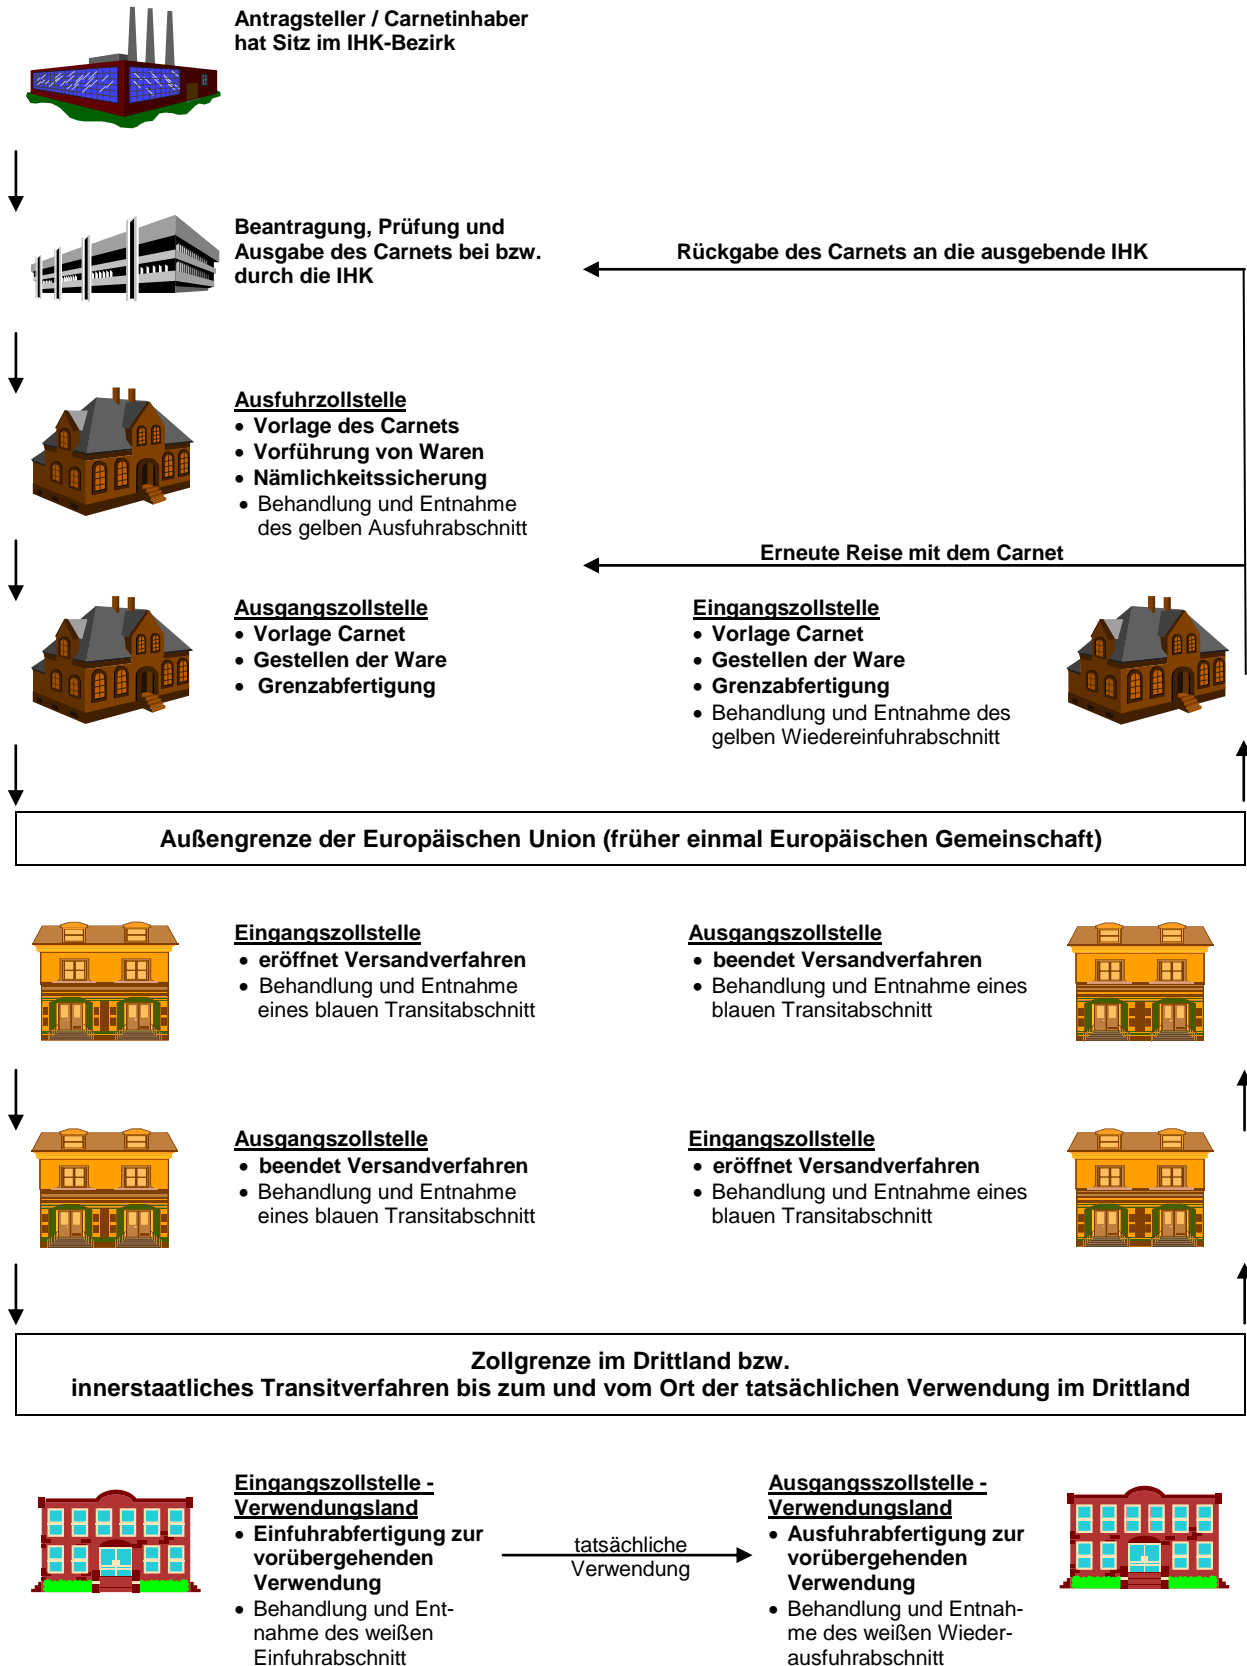 Antragsteller / Carnetinhaber
hat Sitz im IHK-Bezirk
Beantragung, Prüfung und
Ausgabe des Carnets bei bzw.
durch die IHK
Rückgabe des Carnets an die ausgebende IHK
Ausfuhrzollstelle
• Vorlage des Carnets
• Vorführung von Waren
• Nämlichkeitssicherung
• Behandlung und Entnahme
des gelben Ausfuhrabschnitt
Erneute Reise mit dem Carnet
Ausgangszollstelle
• Vorlage Carnet
• Gestellen der Ware
• Grenzabfertigung
Eingangszollstelle
• Vorlage Carnet
• Gestellen der Ware
• Grenzabfertigung
• Behandlung und Entnahme des
gelben Wiedereinfuhrabschnitt
Außengrenze der Europäischen Union (früher einmal Europäischen Gemeinschaft)
Eingangszollstelle
• eröffnet Versandverfahren
• Behandlung und Entnahme
eines blauen Transitabschnitt
Ausgangszollstelle
• beendet Versandverfahren
• Behandlung und Entnahme eines
blauen Transitabschnitt
Ausgangszollstelle
• beendet Versandverfahren
• Behandlung und Entnahme
eines blauen Transitabschnitt
Eingangszollstelle
• eröffnet Versandverfahren
• Behandlung und Entnahme eines
blauen Transitabschnitt
Zollgrenze im Drittland bzw.
innerstaatliches Transitverfahren bis zum und vom Ort der tatsächlichen Verwendung im Drittland
Eingangszollstelle -
Verwendungsland
• Einfuhrabfertigung zur
vorübergehenden
Verwendung
• Behandlung und Ent-
nahme des weißen
Einfuhrabschnitt
tatsächliche
Verwendung
Ausgangsszollstelle -
Verwendungsland
• Ausfuhrabfertigung zur
vorübergehenden
Verwendung
• Behandlung und Entnah-
me des weißen Wieder-
ausfuhrabschnitt